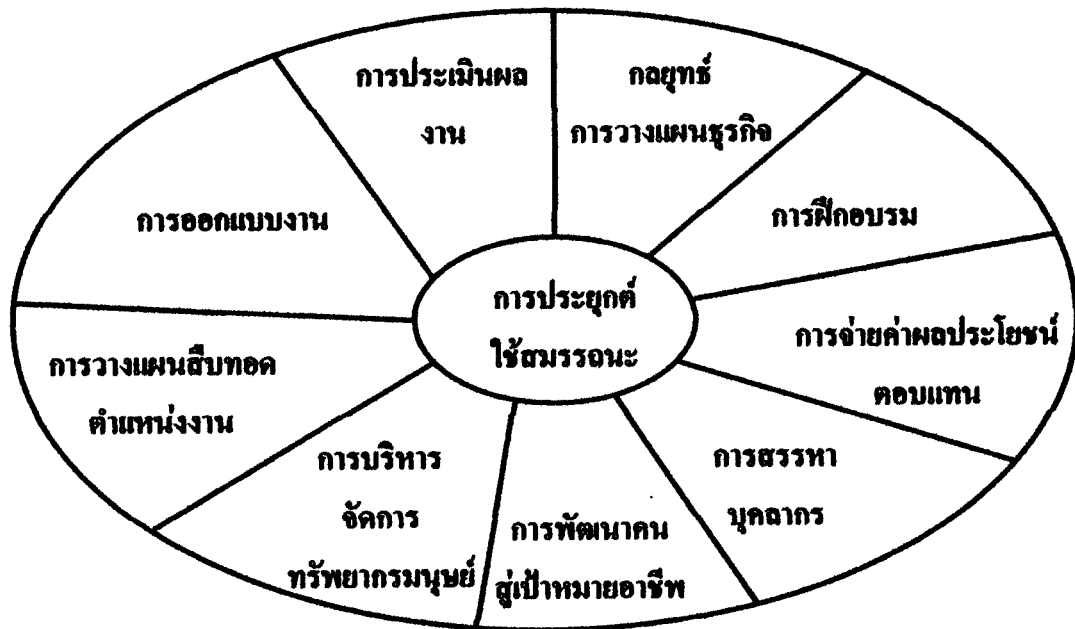 การประเมินผล
งาน
กลยุทธ์
การวางแผนธุรกิจ
การฝึกอบรม
การจ่ายค่าผลประโยชน์
ตอบแทน
การสรรหา
บุคลากร
การพัฒนาคน
สู่เป้าหมายอาชีพ
การบริหาร
จัดการ
ทรัพยากรมนุษย์
การวางแผนสืบทอด
ตำแหน่งงาน
การออกแบบงาน
การประยุกต์
ใช้สมรรถนะ